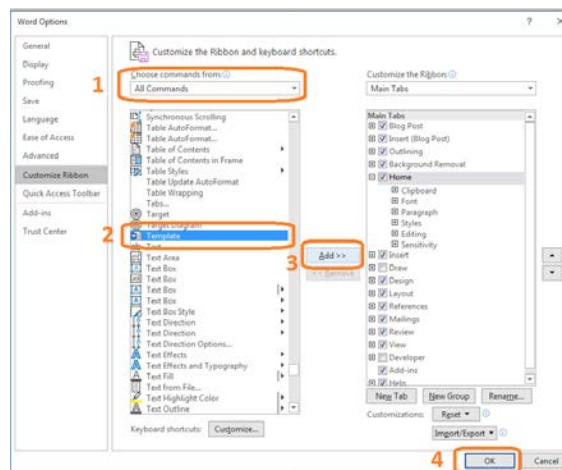 Word Options
?
General
Display
Proofing
Save
Language
Ease of Access
Advanced
Customize Ribbon
Quick Access Toolbar
Add-ins
Trust Center
Customize the Ribbon and keyboard shortcuts.
1
Choose commands from:
All Commands
Synchronous Scrolling
Table AutoFormat...
Table AutoFormat...
Table of Contents
Table of Contents in Frame
Table Styles
Table Update AutoFormat
Table Wrapping
Tabs...
Target
Target Diagram
2
Template
Text
Text Area
Text Box
Text Box
Text Box
Text Box
Text Box Style
Text Direction
Text Direction
Text Direction Options...
Text Effects
Text Effects and Typography
Text Fill
Text from File...
Text Highlight Color
Text Outline
Keyboard shortcuts:
Customize...
3
Add >>
<< Remove
Customize the Ribbon:
Main Tabs
Main Tabs
Blog Post
Insert (Blog Post)
Outlining
Background Removal
Home
Clipboard
Font
Paragraph
Styles
Editing
Sensitivity
Insert
Draw
Design
Layout
References
Mailings
Review
View
Developer
Add-ins
Help
New Tab
New Group
Rename...
Customizations:
Reset
Import/Export
4
OK
Cancel